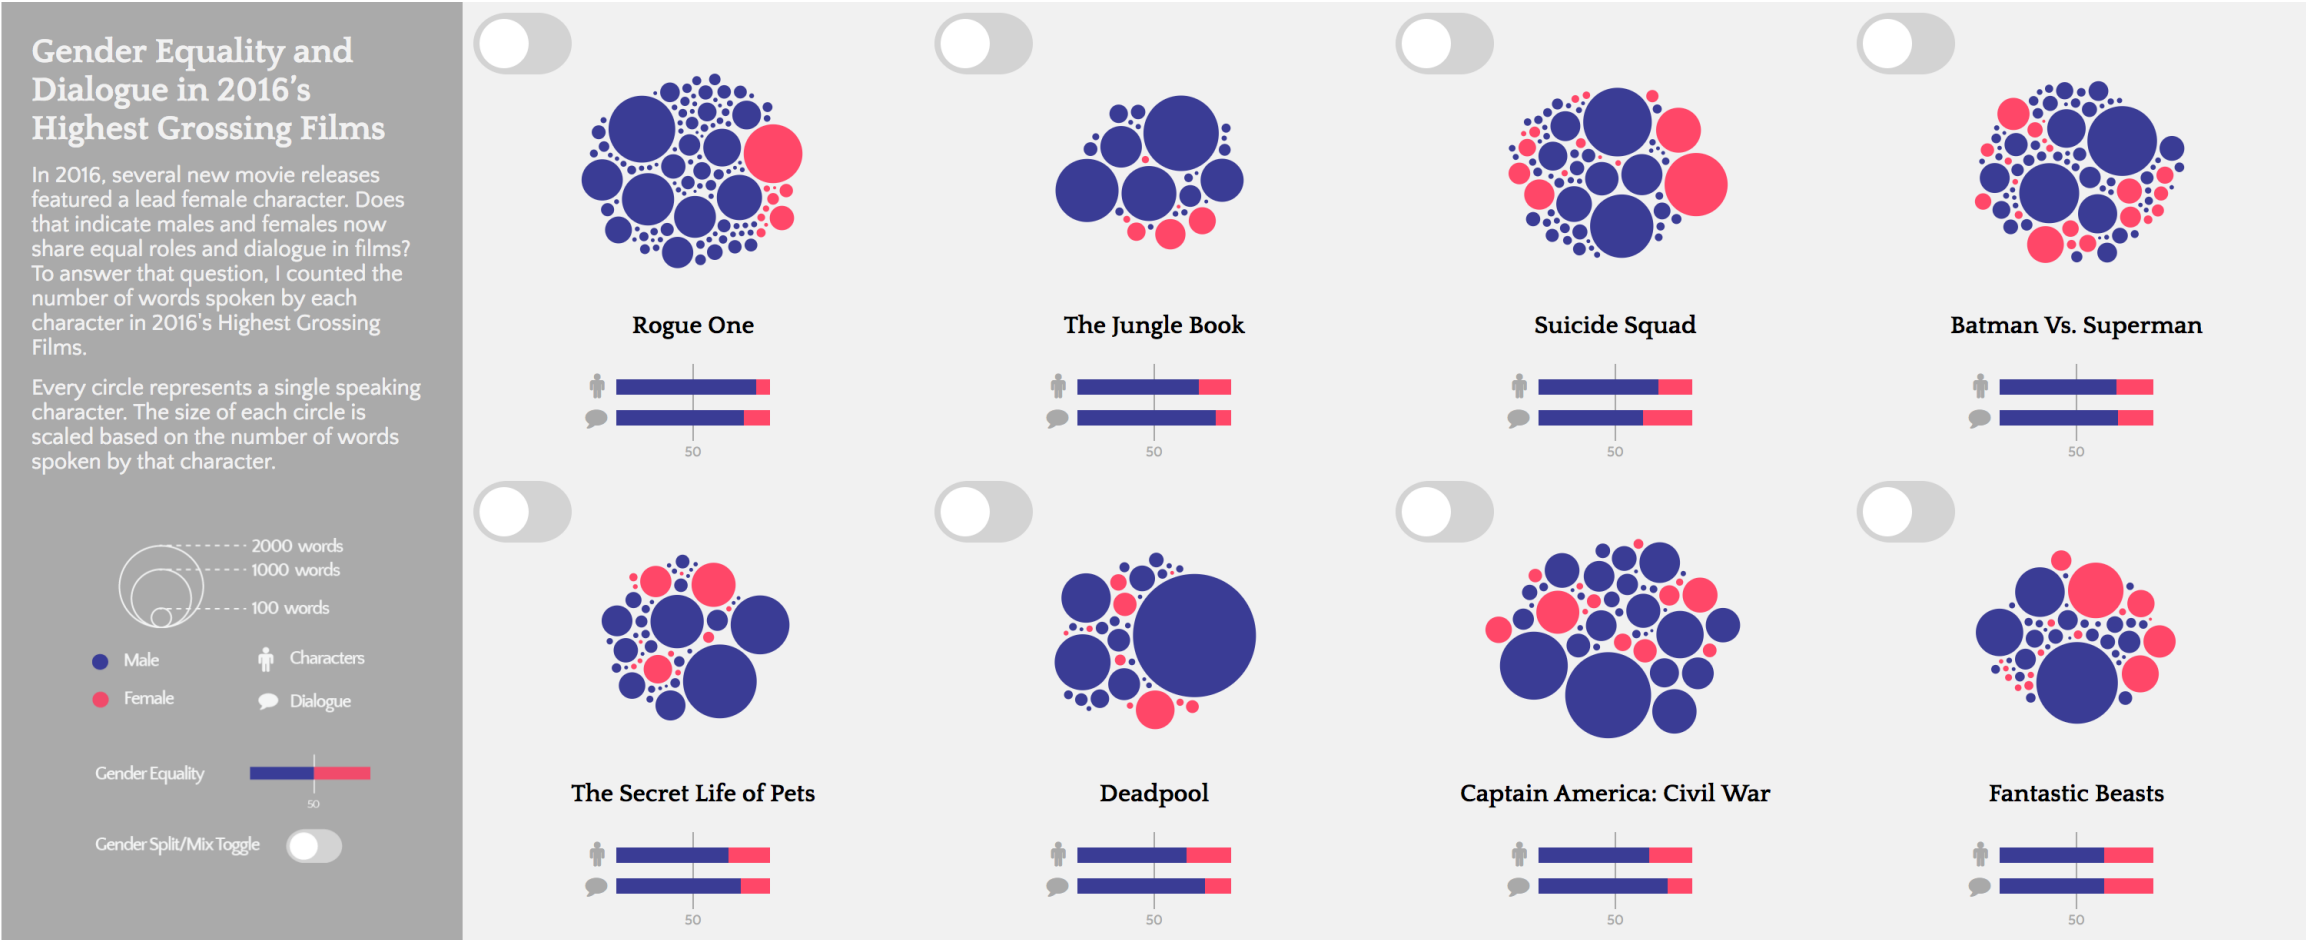 Gender Equality and
Dialogue in 2016's
Highest Grossing Films
In 2016, several new movie releases
featured a lead female character. Does
that indicate males and females now
share equal roles and dialogue in films?
To answer that question, I counted the
number of words spoken by each
character in 2016's Highest Grossing
Films.
Every circle represents a single speaking
character. The size of each circle is
scaled based on the number of words
spoken by that character.
2000 words
1000 words
100 words
Male
Characters
Female
Dialogue
Gender Equality
50
Gender Split/Mix Toggle
Rogue One
50
The Jungle Book
50
Suicide Squad
50
Batman Vs. Superman
50
The Secret Life of Pets
50
Deadpool
50
Captain America: Civil War
50
Fantastic Beasts
50